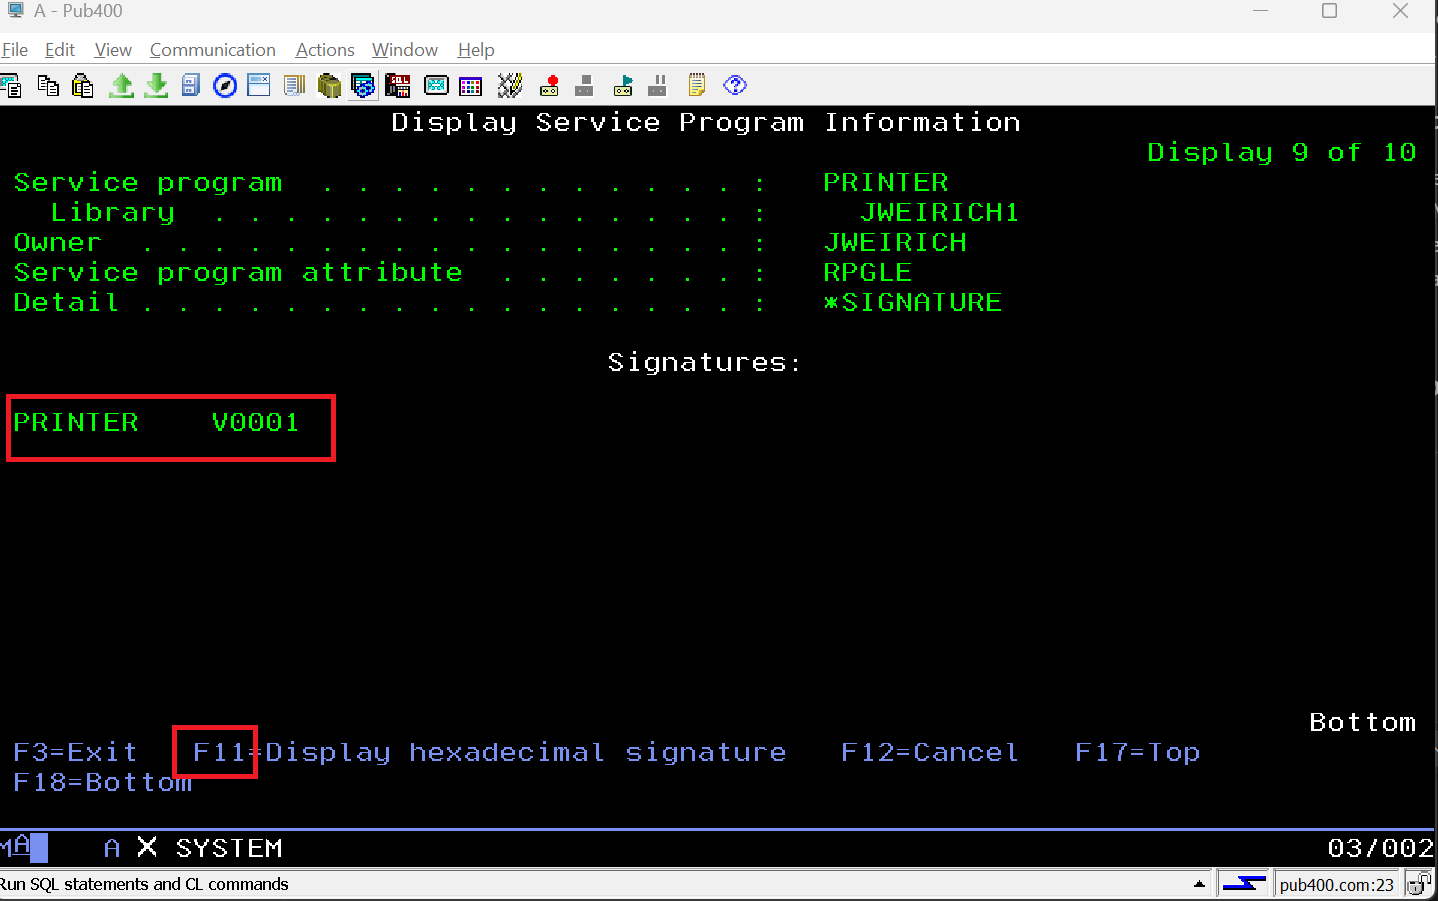 A - Pub400
File Edit View Communication Actions Window Help
Display Service Program Information
Display 9 of 10
Service program . . . . . . . . . . . . . : PRINTER
Library . . . . . . . . . . . . . . . . : JWEIRICH1
Owner . . . . . . . . . . . . . . . . . . : JWEIRICH
Service program attribute . . . . . . . : RPGLE
Detail . . . . . . . . . . . . . . . . . : *SIGNATURE
Signatures:
PRINTER V0001
Bottom
F3=Exit F11=Display hexadecimal signature F12=Cancel F17=Top
F18=Bottom
MA A X SYSTEM 03/002
Run SQL statements and CL commands pub400.com:23